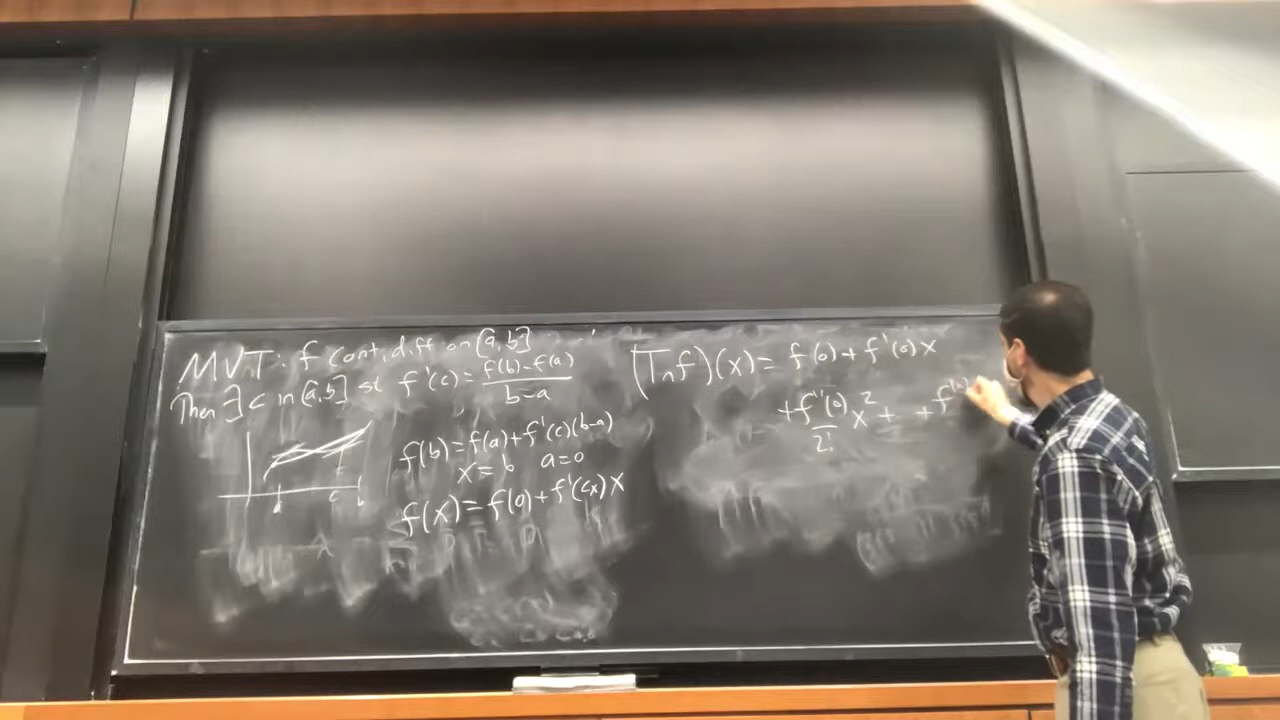 MVT: f cont. diff on [a,b]
Then ∃ c in [a,b] st f'(c) = f(b)-f(a) / b-a
f(b) = f(a) + f'(c)(b-a)
x = b a=0
f(x) = f(0) + f'(cx) x
c b
(Tnf)(x) = f(0) + f'(0) x
+ f''(0)/2! x² + +f